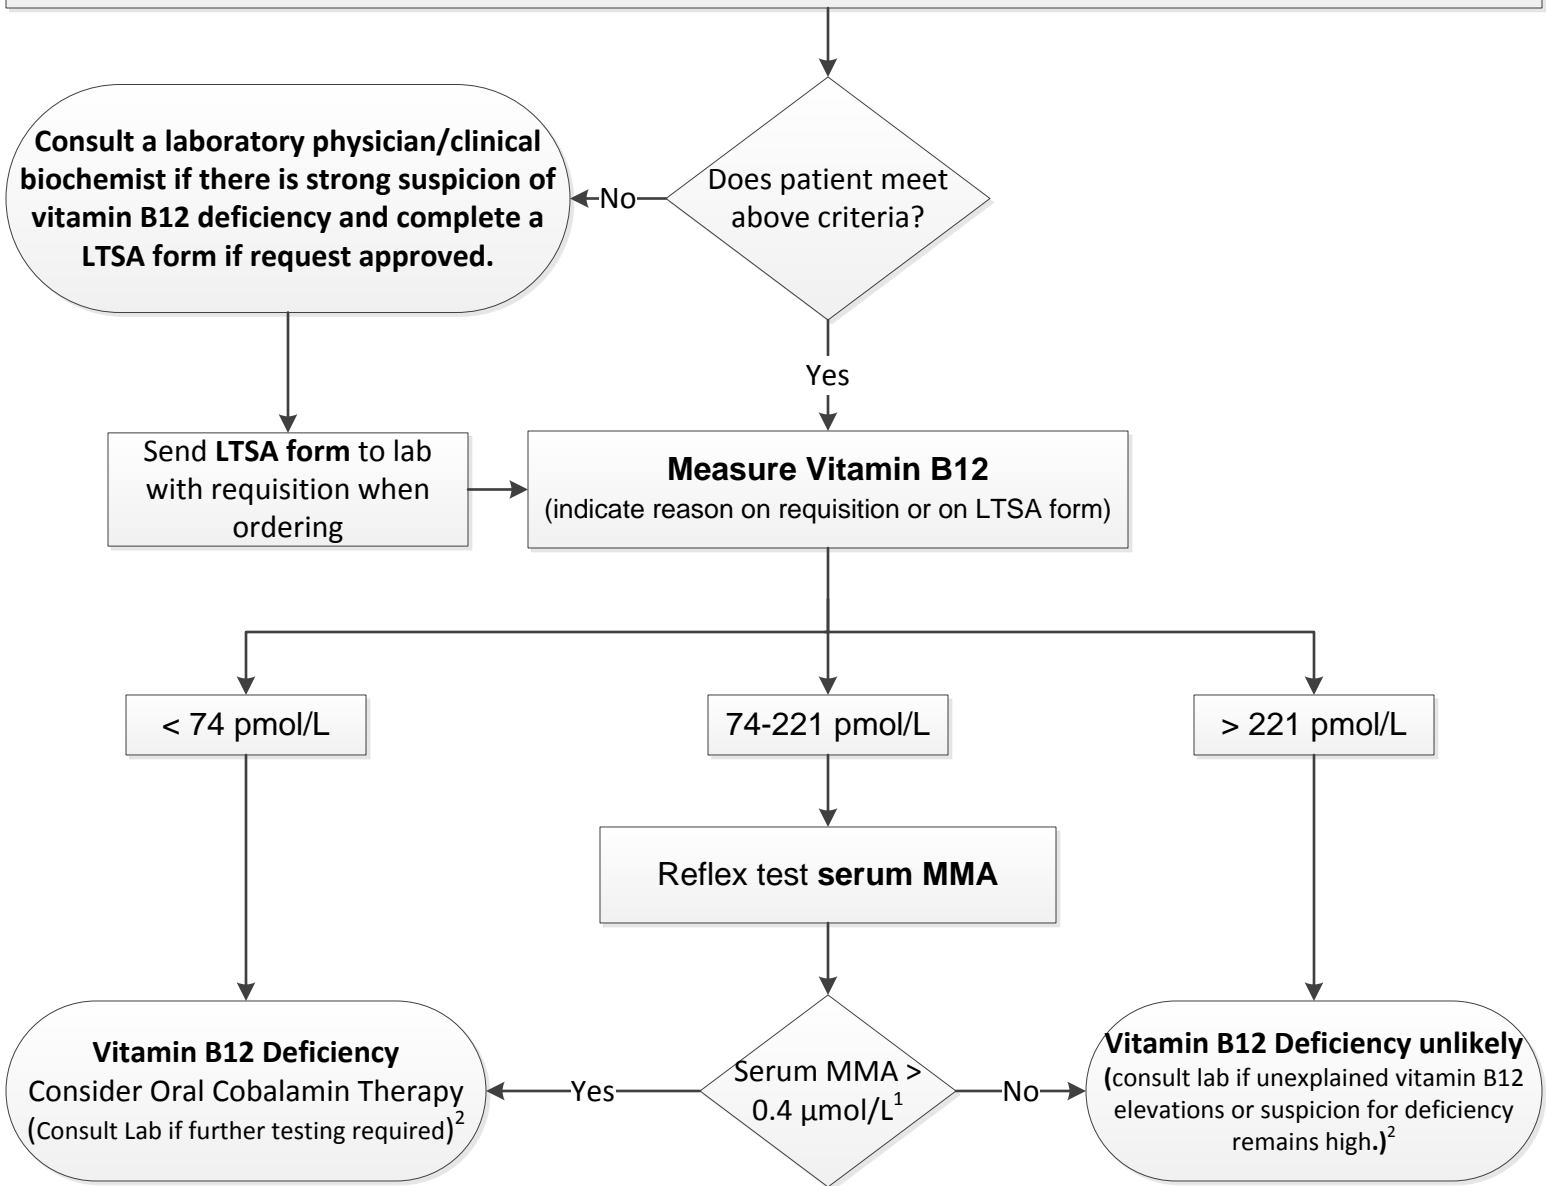 Consult a laboratory physician/clinical
biochemist if there is strong suspicion of
vitamin B12 deficiency and complete a
LTSA form if request approved.
No
Does patient meet
above criteria?
Yes
Send LTSA form to lab
with requisition when
ordering
Measure Vitamin B12
(indicate reason on requisition or on LTSA form)
< 74 pmol/L
74-221 pmol/L
> 221 pmol/L
Reflex test serum MMA
Vitamin B12 Deficiency
Consider Oral Cobalamin Therapy
(Consult Lab if further testing required)²
Yes
Serum MMA >
0.4 µmol/L¹
No
Vitamin B12 Deficiency unlikely
(consult lab if unexplained vitamin B12
elevations or suspicion for deficiency
remains high.)²